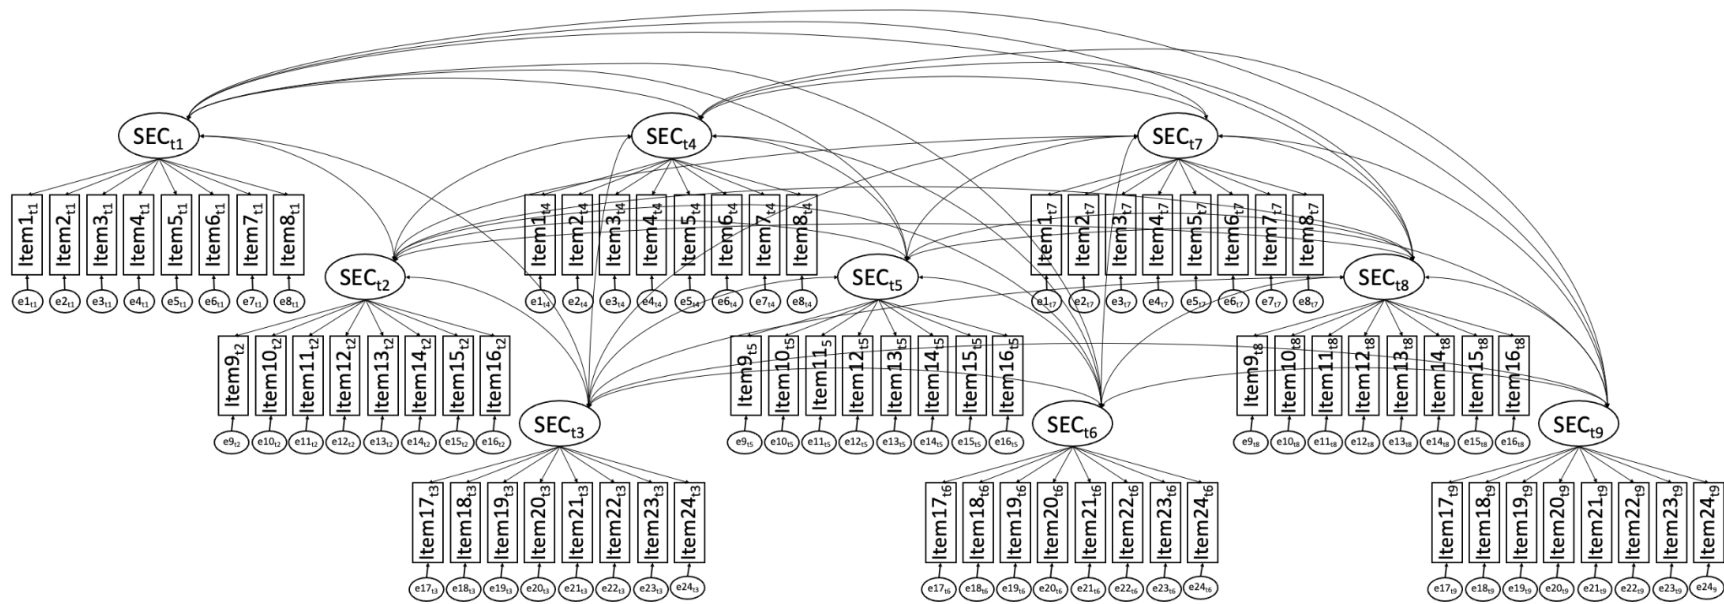 SECt1 SECt4 SECt7
Item1t1 Item2t1 Item3t1 Item4t1 Item5t1 Item6t1 Item7t1 Item8t1 Item1t4 Item2t4 Item3t4 Item4t4 Item5t4 Item6t4 Item7t4 Item8t4 Item1t7 Item2t7 Item3t7 Item4t7 Item5t7 Item6t7 Item7t7 Item8t7
SECt2 SECt5 SECt8
e1t1 e2t1 e3t1 e4t1 e5t1 e6t1 e7t1 e8t1 e1t4 e2t4 e3t4 e4t4 e5t4 e6t4 e7t4 e8t4 e1t7 e2t7 e3t7 e4t7 e5t7 e6t7 e7t7 e8t7
Item9t2 Item10t2 Item11t2 Item12t2 Item13t2 Item14t2 Item15t2 Item16t2 Item9t5 Item10t5 Item11t5 Item12t5 Item13t5 Item14t5 Item15t5 Item16t5 Item9t8 Item10t8 Item11t8 Item12t8 Item13t8 Item14t8 Item15t8 Item16t8
SECt3 SECt6 SECt9
e9t2 e10t2 e11t2 e12t2 e13t2 e14t2 e15t2 e16t2 e9t5 e10t5 e11t5 e12t5 e13t5 e14t5 e15t5 e16t5 e9t8 e10t8 e11t8 e12t8 e13t8 e14t8 e15t8 e16t8
Item17t3 Item18t3 Item19t3 Item20t3 Item21t3 Item22t3 Item23t3 Item24t3 Item17t6 Item18t6 Item19t6 Item20t6 Item21t6 Item22t6 Item23t6 Item24t6 Item17t9 Item18t9 Item19t9 Item20t9 Item21t9 Item22t9 Item23t9 Item24t9
e17t3 e18t3 e19t3 e20t3 e21t3 e22t3 e23t3 e24t3 e17t6 e18t6 e19t6 e20t6 e21t6 e22t6 e23t6 e24t6 e17t9 e18t9 e19t9 e20t9 e21t9 e22t9 e23t9 e249